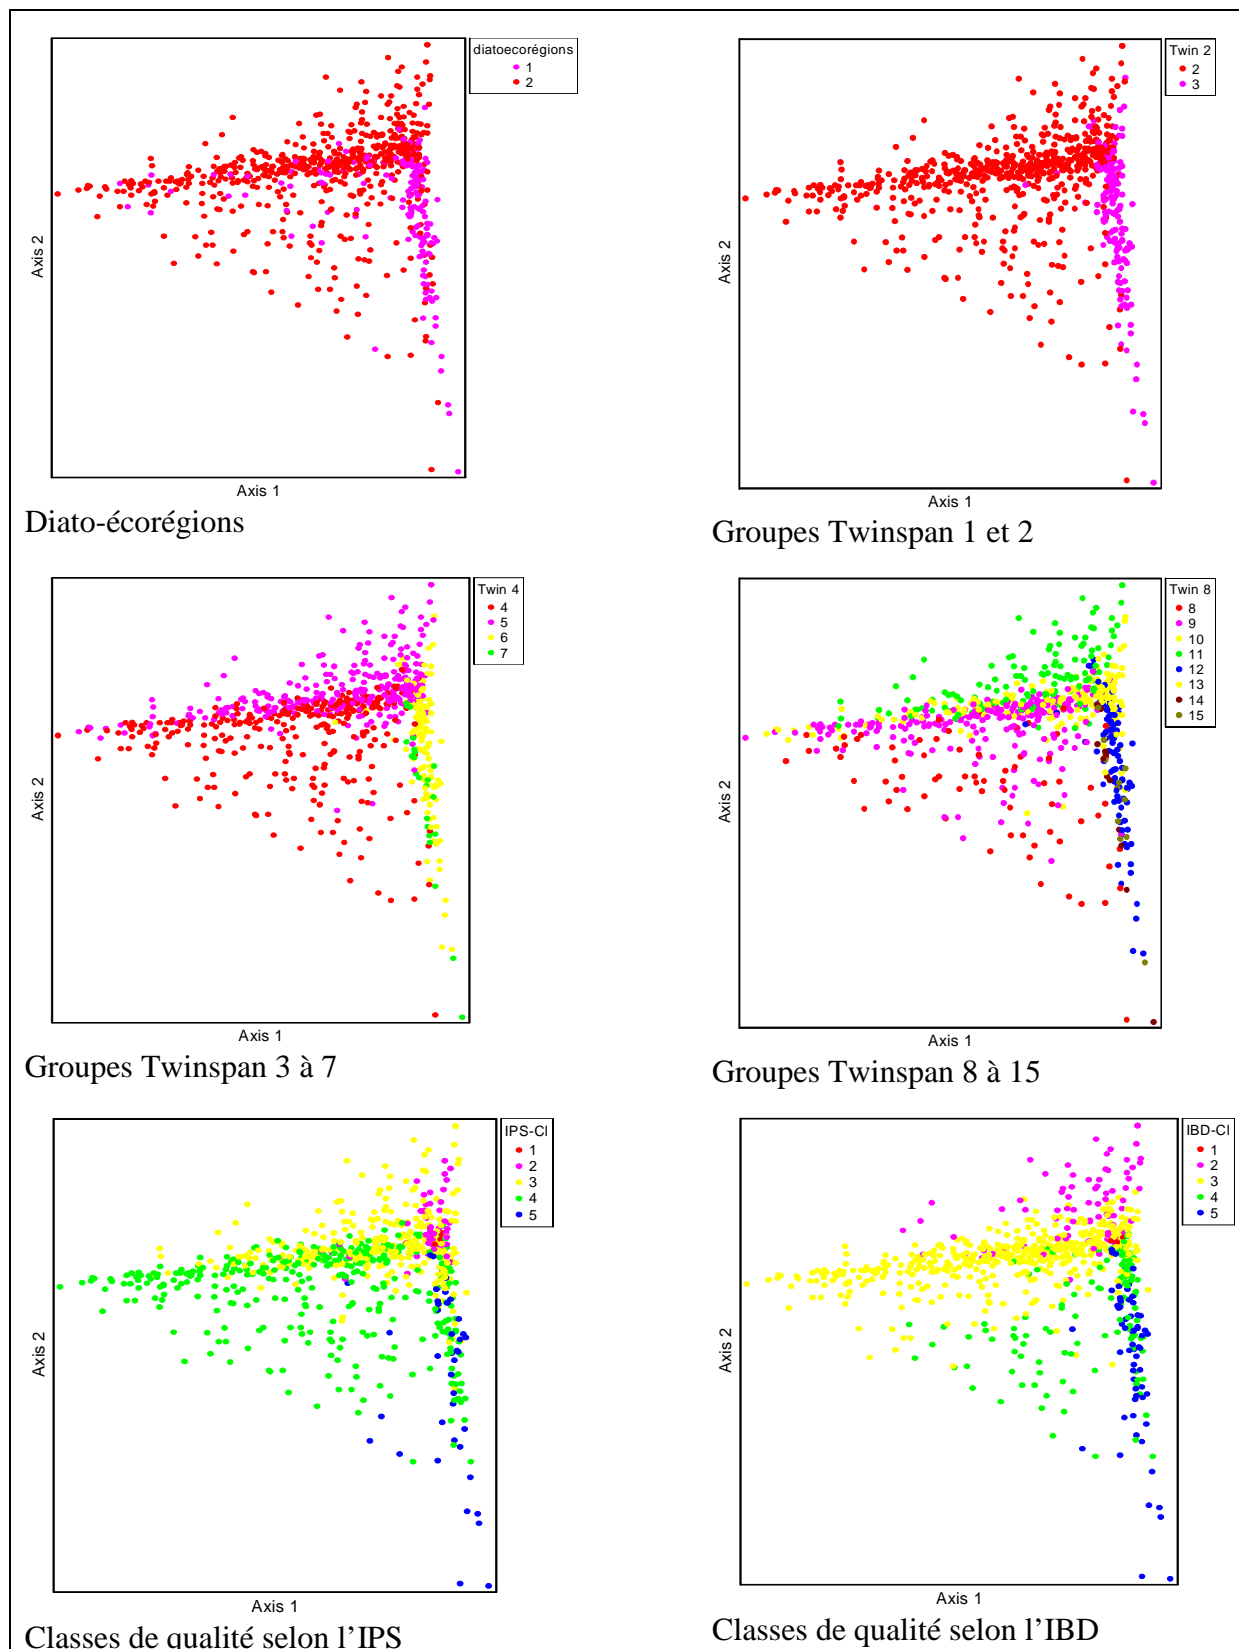 diatoecorégions
1
2
Axis 2
Axis 1
Diato-écorégions
Twin 2
2
3
Axis 2
Axis 1
Groupes Twinspan 1 et 2
Twin 4
4
5
6
7
Axis 2
Axis 1
Groupes Twinspan 3 à 7
Twin 8
8
9
10
11
12
13
14
15
Axis 2
Axis 1
Groupes Twinspan 8 à 15
IPS-Cl
1
2
3
4
5
Axis 2
Axis 1
Classes de qualité selon l'IPS
IBD-Cl
1
2
3
4
5
Axis 2
Axis 1
Classes de qualité selon l'IBD